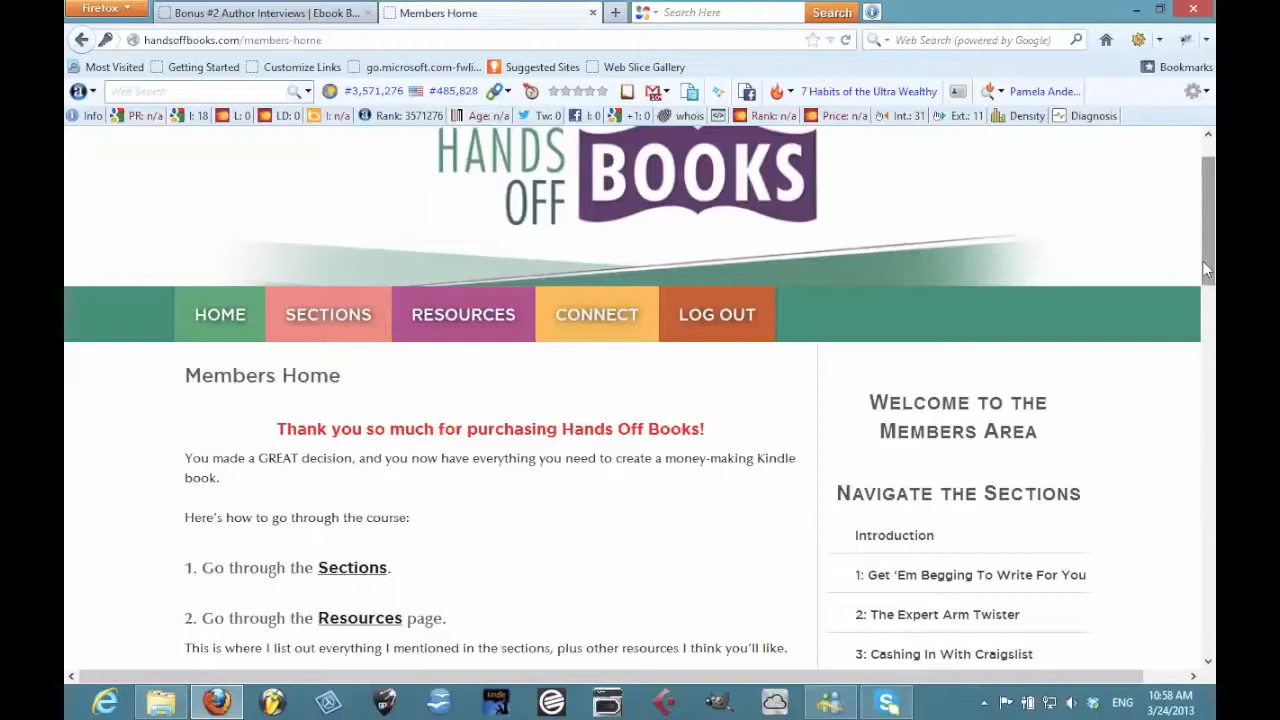 Firefox
Bonus #2 Author Interviews | Ebook B...
Members Home
Search Here
Search
handsoffbooks.com/members-home
Web Search (powered by Google)
Most Visited
Getting Started
Customize Links
go.microsoft.com-fwli...
Suggested Sites
Web Slice Gallery
Bookmarks
Web Search
#3,571,276
#485,828
7 Habits of the Ultra Wealthy
Pamela Ande...
Info
PR: n/a
I: 18
L: 0
LD: 0
I: n/a
Rank: 3571276
Age: n/a
Tw: 0
I: 0
+1: 0
whois
Rank: n/a
Price: n/a
Int.: 31
Ext.: 11
Density
Diagnosis
HANDS
OFF
BOOKS
HOME
SECTIONS
RESOURCES
CONNECT
LOG OUT
Members Home
Thank you so much for purchasing Hands Off Books!
You made a GREAT decision, and you now have everything you need to create a money-making Kindle
book.
Here's how to go through the course:
1. Go through the Sections.
2. Go through the Resources page.
This is where I list out everything I mentioned in the sections, plus other resources I think you'll like.
WELCOME TO THE
MEMBERS AREA
NAVIGATE THE SECTIONS
Introduction
1: Get 'Em Begging To Write For You
2: The Expert Arm Twister
3: Cashing In With Craigslist
kindle
ENG
10:58 AM
3/24/2013